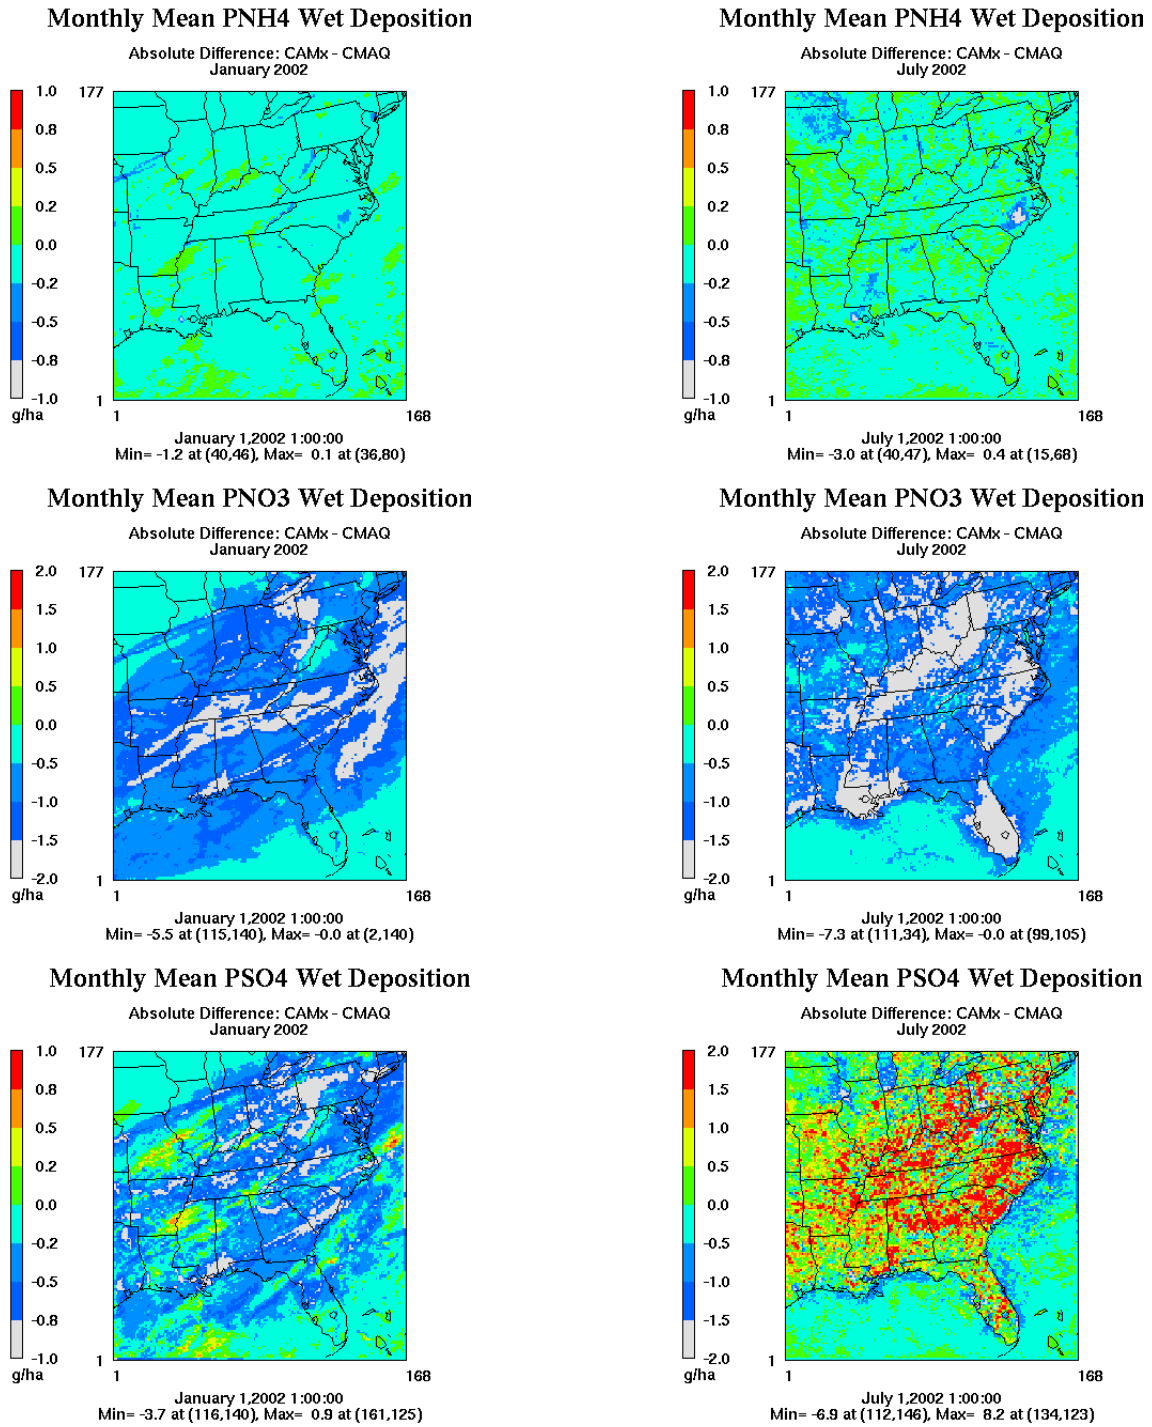 Monthly Mean PNH4 Wet Deposition
Absolute Difference: CAMx - CMAQ
January 2002
1.0
0.8
0.5
0.2
0.0
-0.2
-0.5
-0.8
-1.0
g/ha
177
1
1
168
January 1,2002 1:00:00
Min= -1.2 at (40,46), Max= 0.1 at (36,80)
Monthly Mean PNH4 Wet Deposition
Absolute Difference: CAMx - CMAQ
July 2002
1.0
0.8
0.5
0.2
0.0
-0.2
-0.5
-0.8
-1.0
g/ha
177
1
1
168
July 1,2002 1:00:00
Min= -3.0 at (40,47), Max= 0.4 at (15,68)
Monthly Mean PNO3 Wet Deposition
Absolute Difference: CAMx - CMAQ
January 2002
2.0
1.5
1.0
0.5
0.0
-0.5
-1.0
-1.5
-2.0
g/ha
177
1
1
168
January 1,2002 1:00:00
Min= -5.5 at (115,140), Max= -0.0 at (2,140)
Monthly Mean PNO3 Wet Deposition
Absolute Difference: CAMx - CMAQ
July 2002
2.0
1.5
1.0
0.5
0.0
-0.5
-1.0
-1.5
-2.0
g/ha
177
1
1
168
July 1,2002 1:00:00
Min= -7.3 at (111,34), Max= -0.0 at (99,105)
Monthly Mean PSO4 Wet Deposition
Absolute Difference: CAMx - CMAQ
January 2002
1.0
0.8
0.5
0.2
0.0
-0.2
-0.5
-0.8
-1.0
g/ha
177
1
1
168
January 1,2002 1:00:00
Min= -3.7 at (116,140), Max= 0.9 at (161,125)
Monthly Mean PSO4 Wet Deposition
Absolute Difference: CAMx - CMAQ
July 2002
2.0
1.5
1.0
0.5
0.0
-0.5
-1.0
-1.5
-2.0
g/ha
177
1
1
168
July 1,2002 1:00:00
Min= -6.9 at (112,146), Max= 8.2 at (134,123)